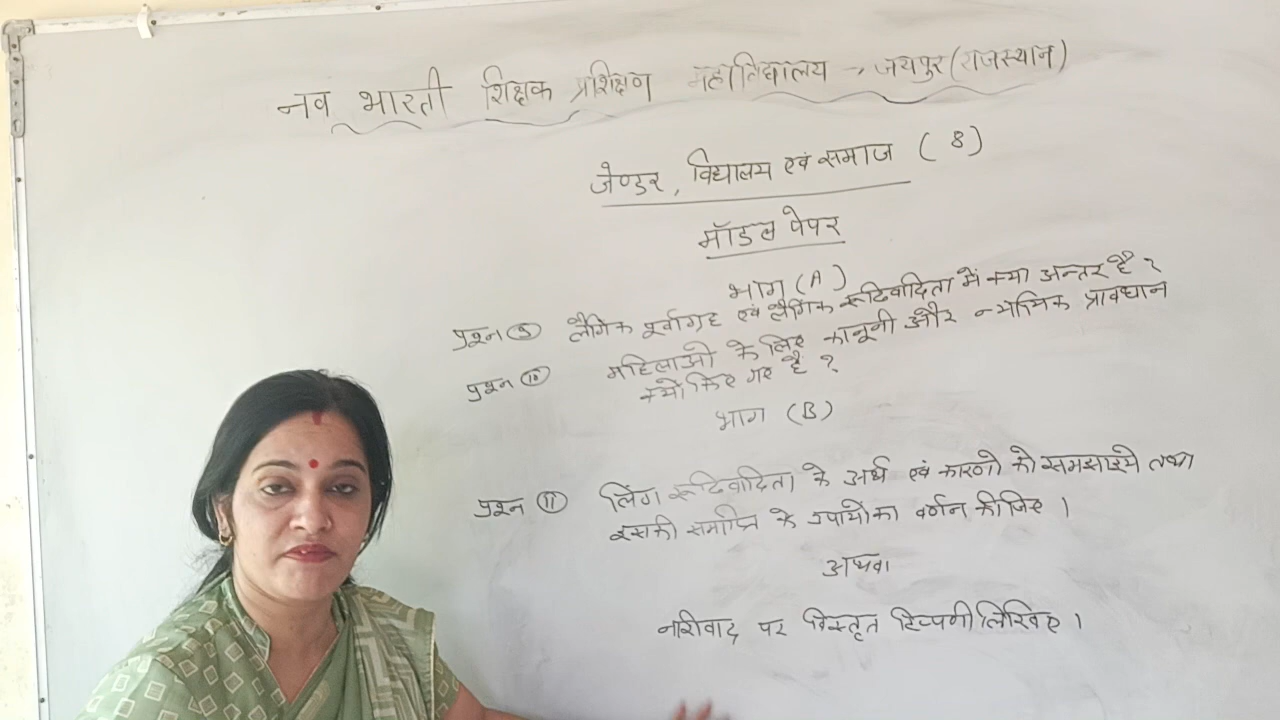 नव भारती शिक्षक प्रशिक्षण महाविद्यालय → जयपुर (राजस्थान)
जेण्डर, विद्यालय एवं समाज (8)
मॉडल पेपर
भाग (A)
प्रश्न 9 लैंगिक पूर्वाग्रह एवं लैंगिक रूढिवादिता में क्या अन्तर है ?
प्रश्न 10 महिलाओ के लिए कानूनी और न्यायिक प्रावधान
क्यों किए गए है ?
भाग (B)
प्रश्न 11 लिंग रूढिवादिता के अर्थ एवं कारणो को समझाइये तथा
इसकी समाप्ति के उपायों का वर्णन कीजिए ।
अथवा
नारीवाद पर विस्तृत टिप्पणी लिखिए ।